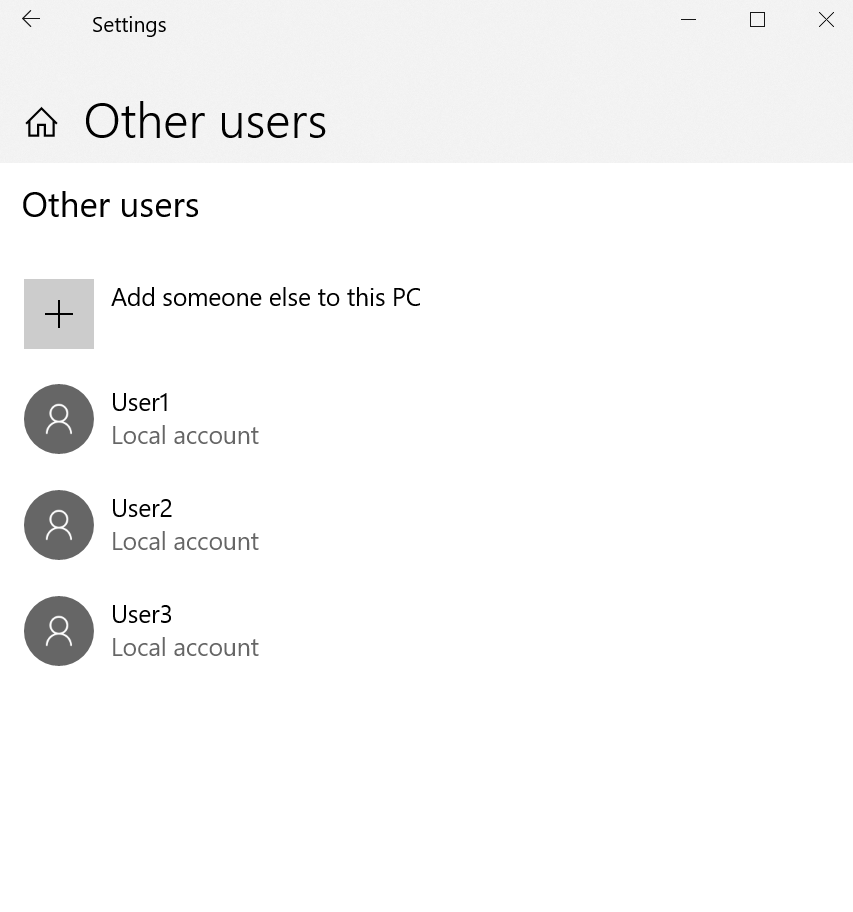 Settings
Other users
Other users
Add someone else to this PC
User1
Local account
User2
Local account
User3
Local account